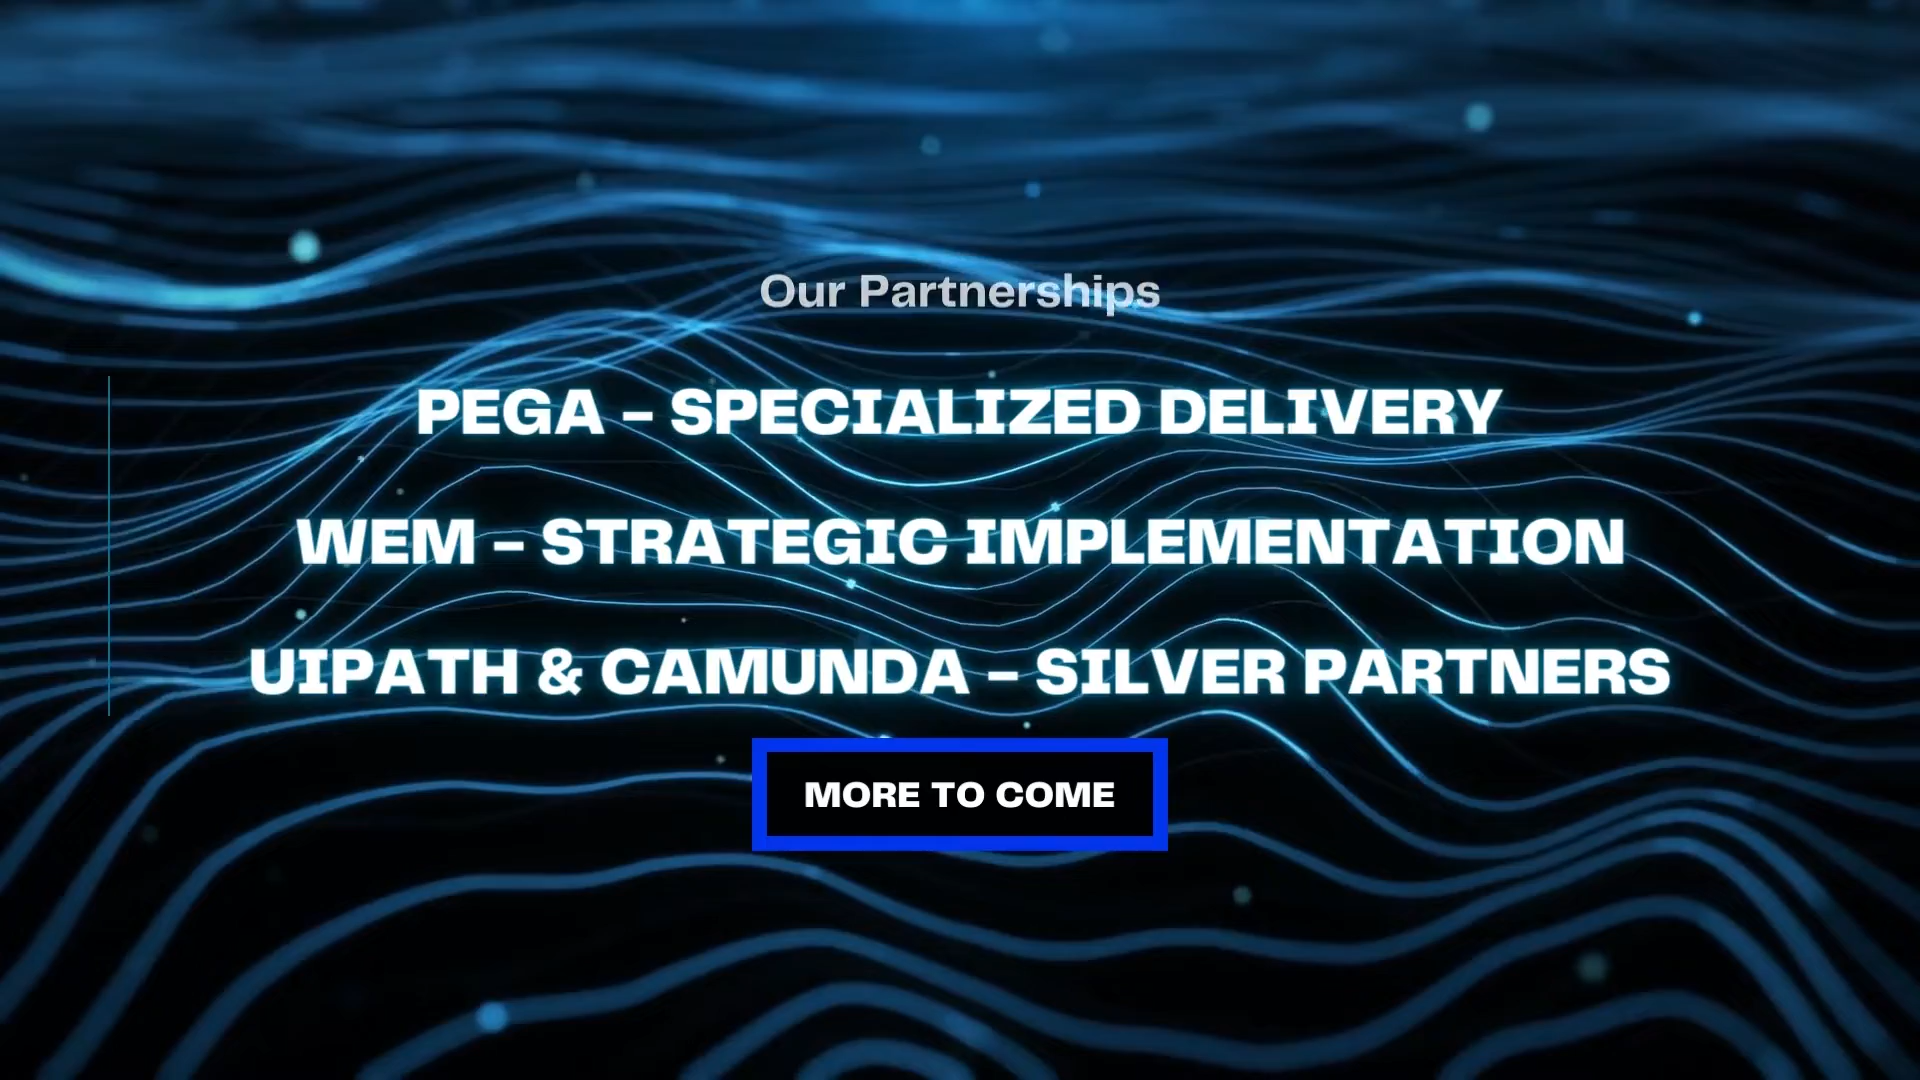 Our Partnerships
PEGA – SPECIALIZED DELIVERY
WEM – STRATEGIC IMPLEMENTATION
UIPATH & CAMUNDA – SILVER PARTNERS
MORE TO COME